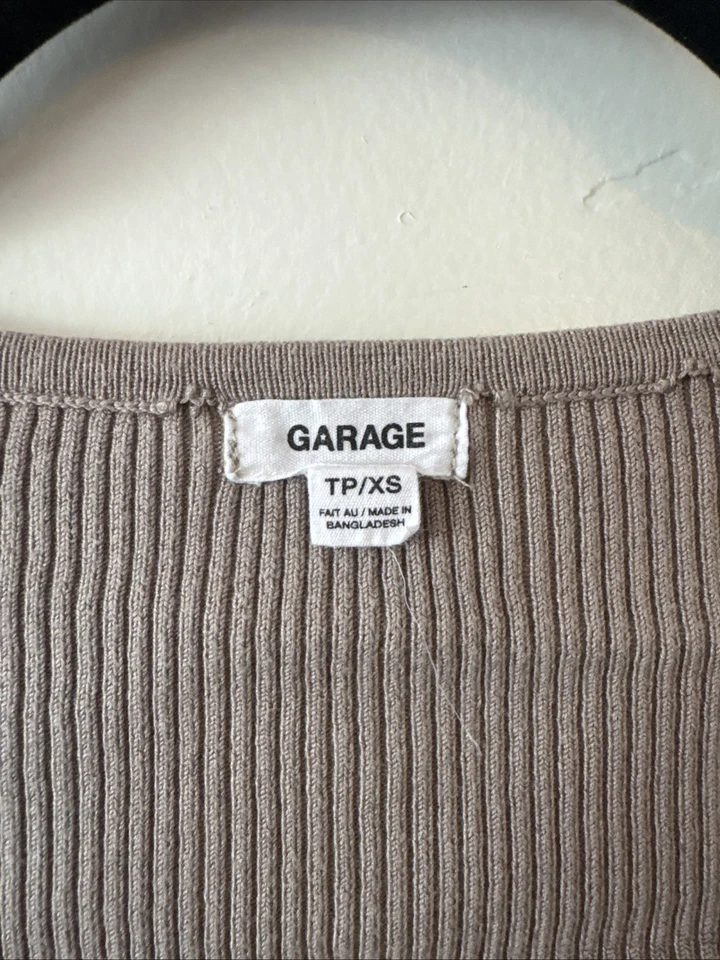 GARAGE
TP/XS
FAIT AU / MADE IN
BANGLADESH